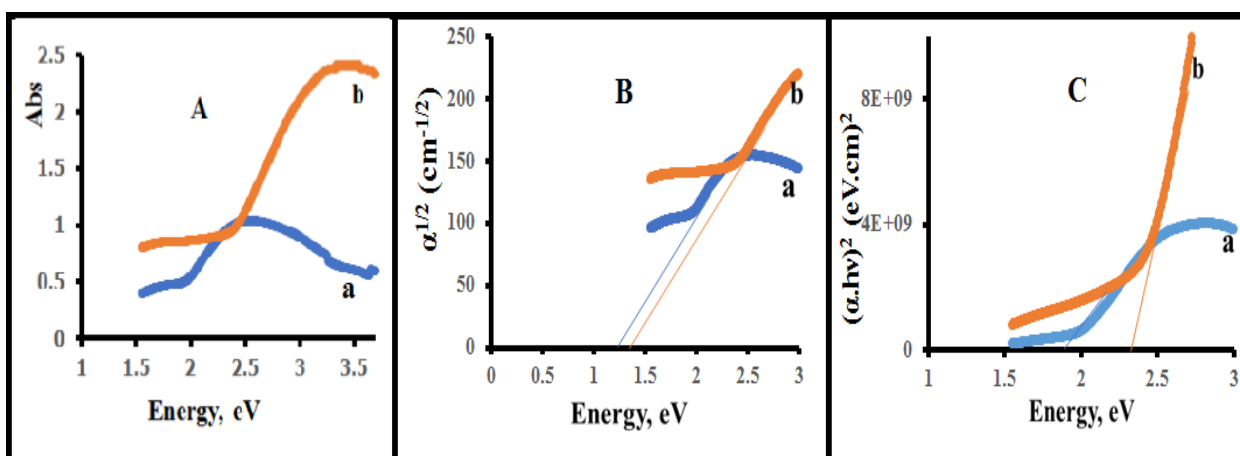 2.5
2
1.5
1
0.5
0
Abs
A
b
a
1 1.5 2 2.5 3 3.5
Energy, eV
250
200
150
100
50
0
α1/2 (cm-1/2)
B
b
a
0 0.5 1 1.5 2 2.5 3
Energy, eV
8E+09
4E+09
0
(α.hν)2 (eV.cm)2
C
b
a
1 1.5 2 2.5 3
Energy, eV